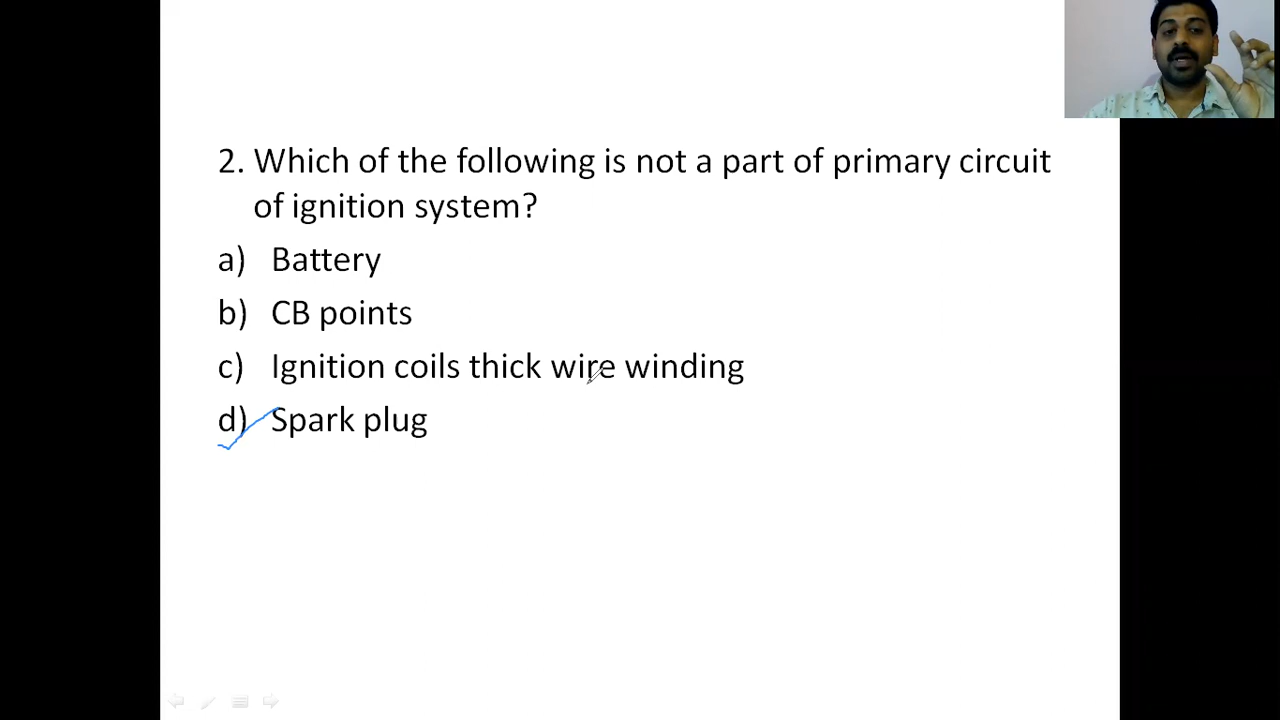 2. Which of the following is not a part of primary circuit
of ignition system?
a) Battery
b) CB points
c) Ignition coils thick wire winding
d) Spark plug